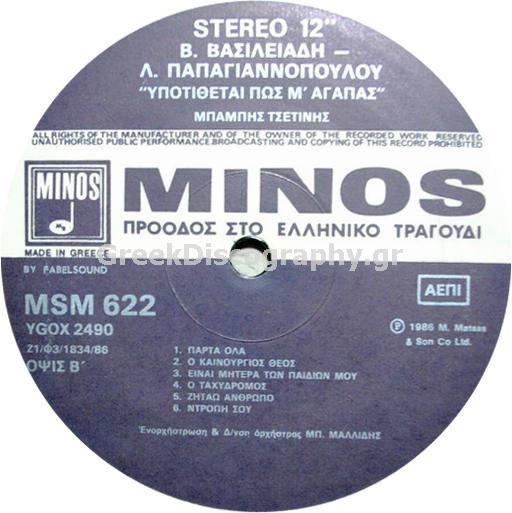 STEREO 12"
Β. ΒΑΣΙΛΕΙΑΔΗ —
Λ. ΠΑΠΑΓΙΑΝΝΟΠΟΥΛΟΥ
"ΥΠΟΤΙΘΕΤΑΙ ΠΩΣ Μ' ΑΓΑΠΑΣ"
ΜΠΑΜΠΗΣ ΤΣΕΤΙΝΗΣ
ALL RIGHTS OF THE MANUFACTURER AND OF THE OWNER OF THE RECORDED WORK RESERVED
UNAUTHORISED PUBLIC PERFORMANCE BROADCASTING AND COPYING OF THIS RECORD PROHIBITED
MINOS
MINOS
ΠΡΟΟΔΟΣ ΣΤΟ ΕΛΛΗΝΙΚΟ ΤΡΑΓΟΥΔΙ
MADE IN GREECE
BY FABELSOUND
GreekDiscography.gr
MSM 622
YGOX 2490
Ζ1/Φ3/1834/86
ΟΨΙΣ Β΄
ΑΕΠΙ
Ⓟ 1986 M. Matsas
& Son Co Ltd.
1. ΠΑΡΤΑ ΟΛΑ
2. Ο ΚΑΙΝΟΥΡΓΙΟΣ ΘΕΟΣ
3. ΕΙΝΑΙ ΜΗΤΕΡΑ ΤΩΝ ΠΑΙΔΙΩΝ ΜΟΥ
4. Ο ΤΑΧΥΔΡΟΜΟΣ
5. ΖΗΤΑΩ ΑΝΘΡΩΠΟ
6. ΝΤΡΟΠΗ ΣΟΥ
Ἐνορχήστρωση & Δ/νση ὀρχήστρας ΜΠ. ΜΑΛΛΙΔΗΣ